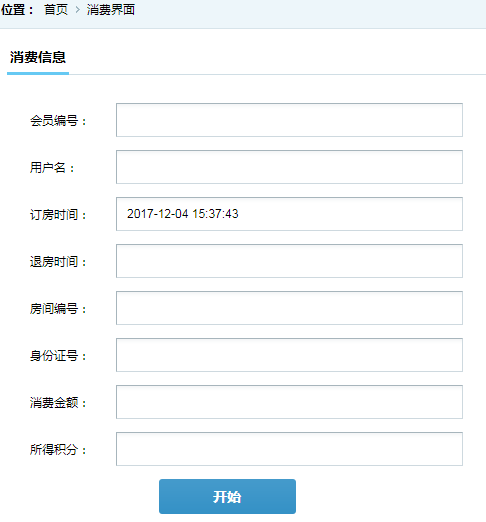 位置： 首页 > 消费界面
消费信息
会员编号：
用户名：
订房时间： 2017-12-04 15:37:43
退房时间：
房间编号：
身份证号：
消费金额：
所得积分：
开始